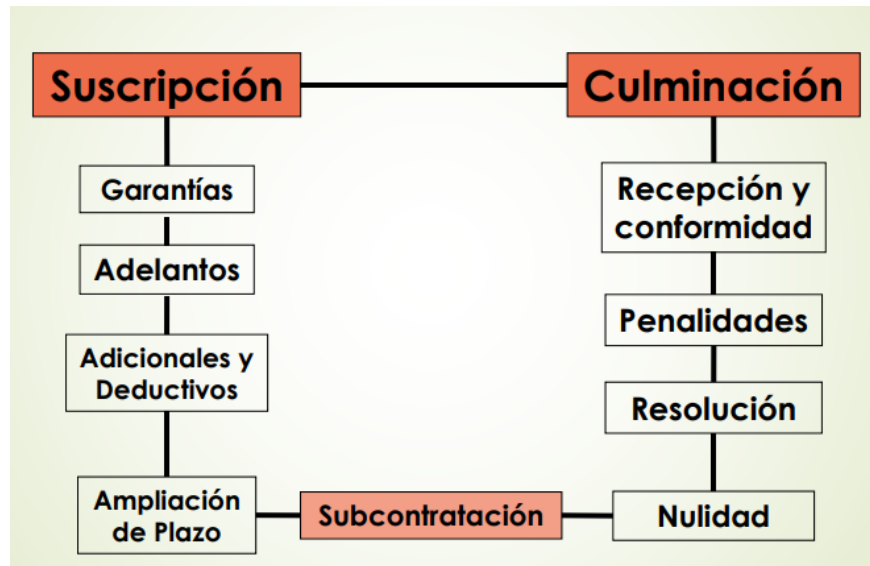 Suscripción
Culminación
Garantías
Adelantos
Adicionales y
Deductivos
Ampliación
de Plazo
Subcontratación
Recepción y
conformidad
Penalidades
Resolución
Nulidad